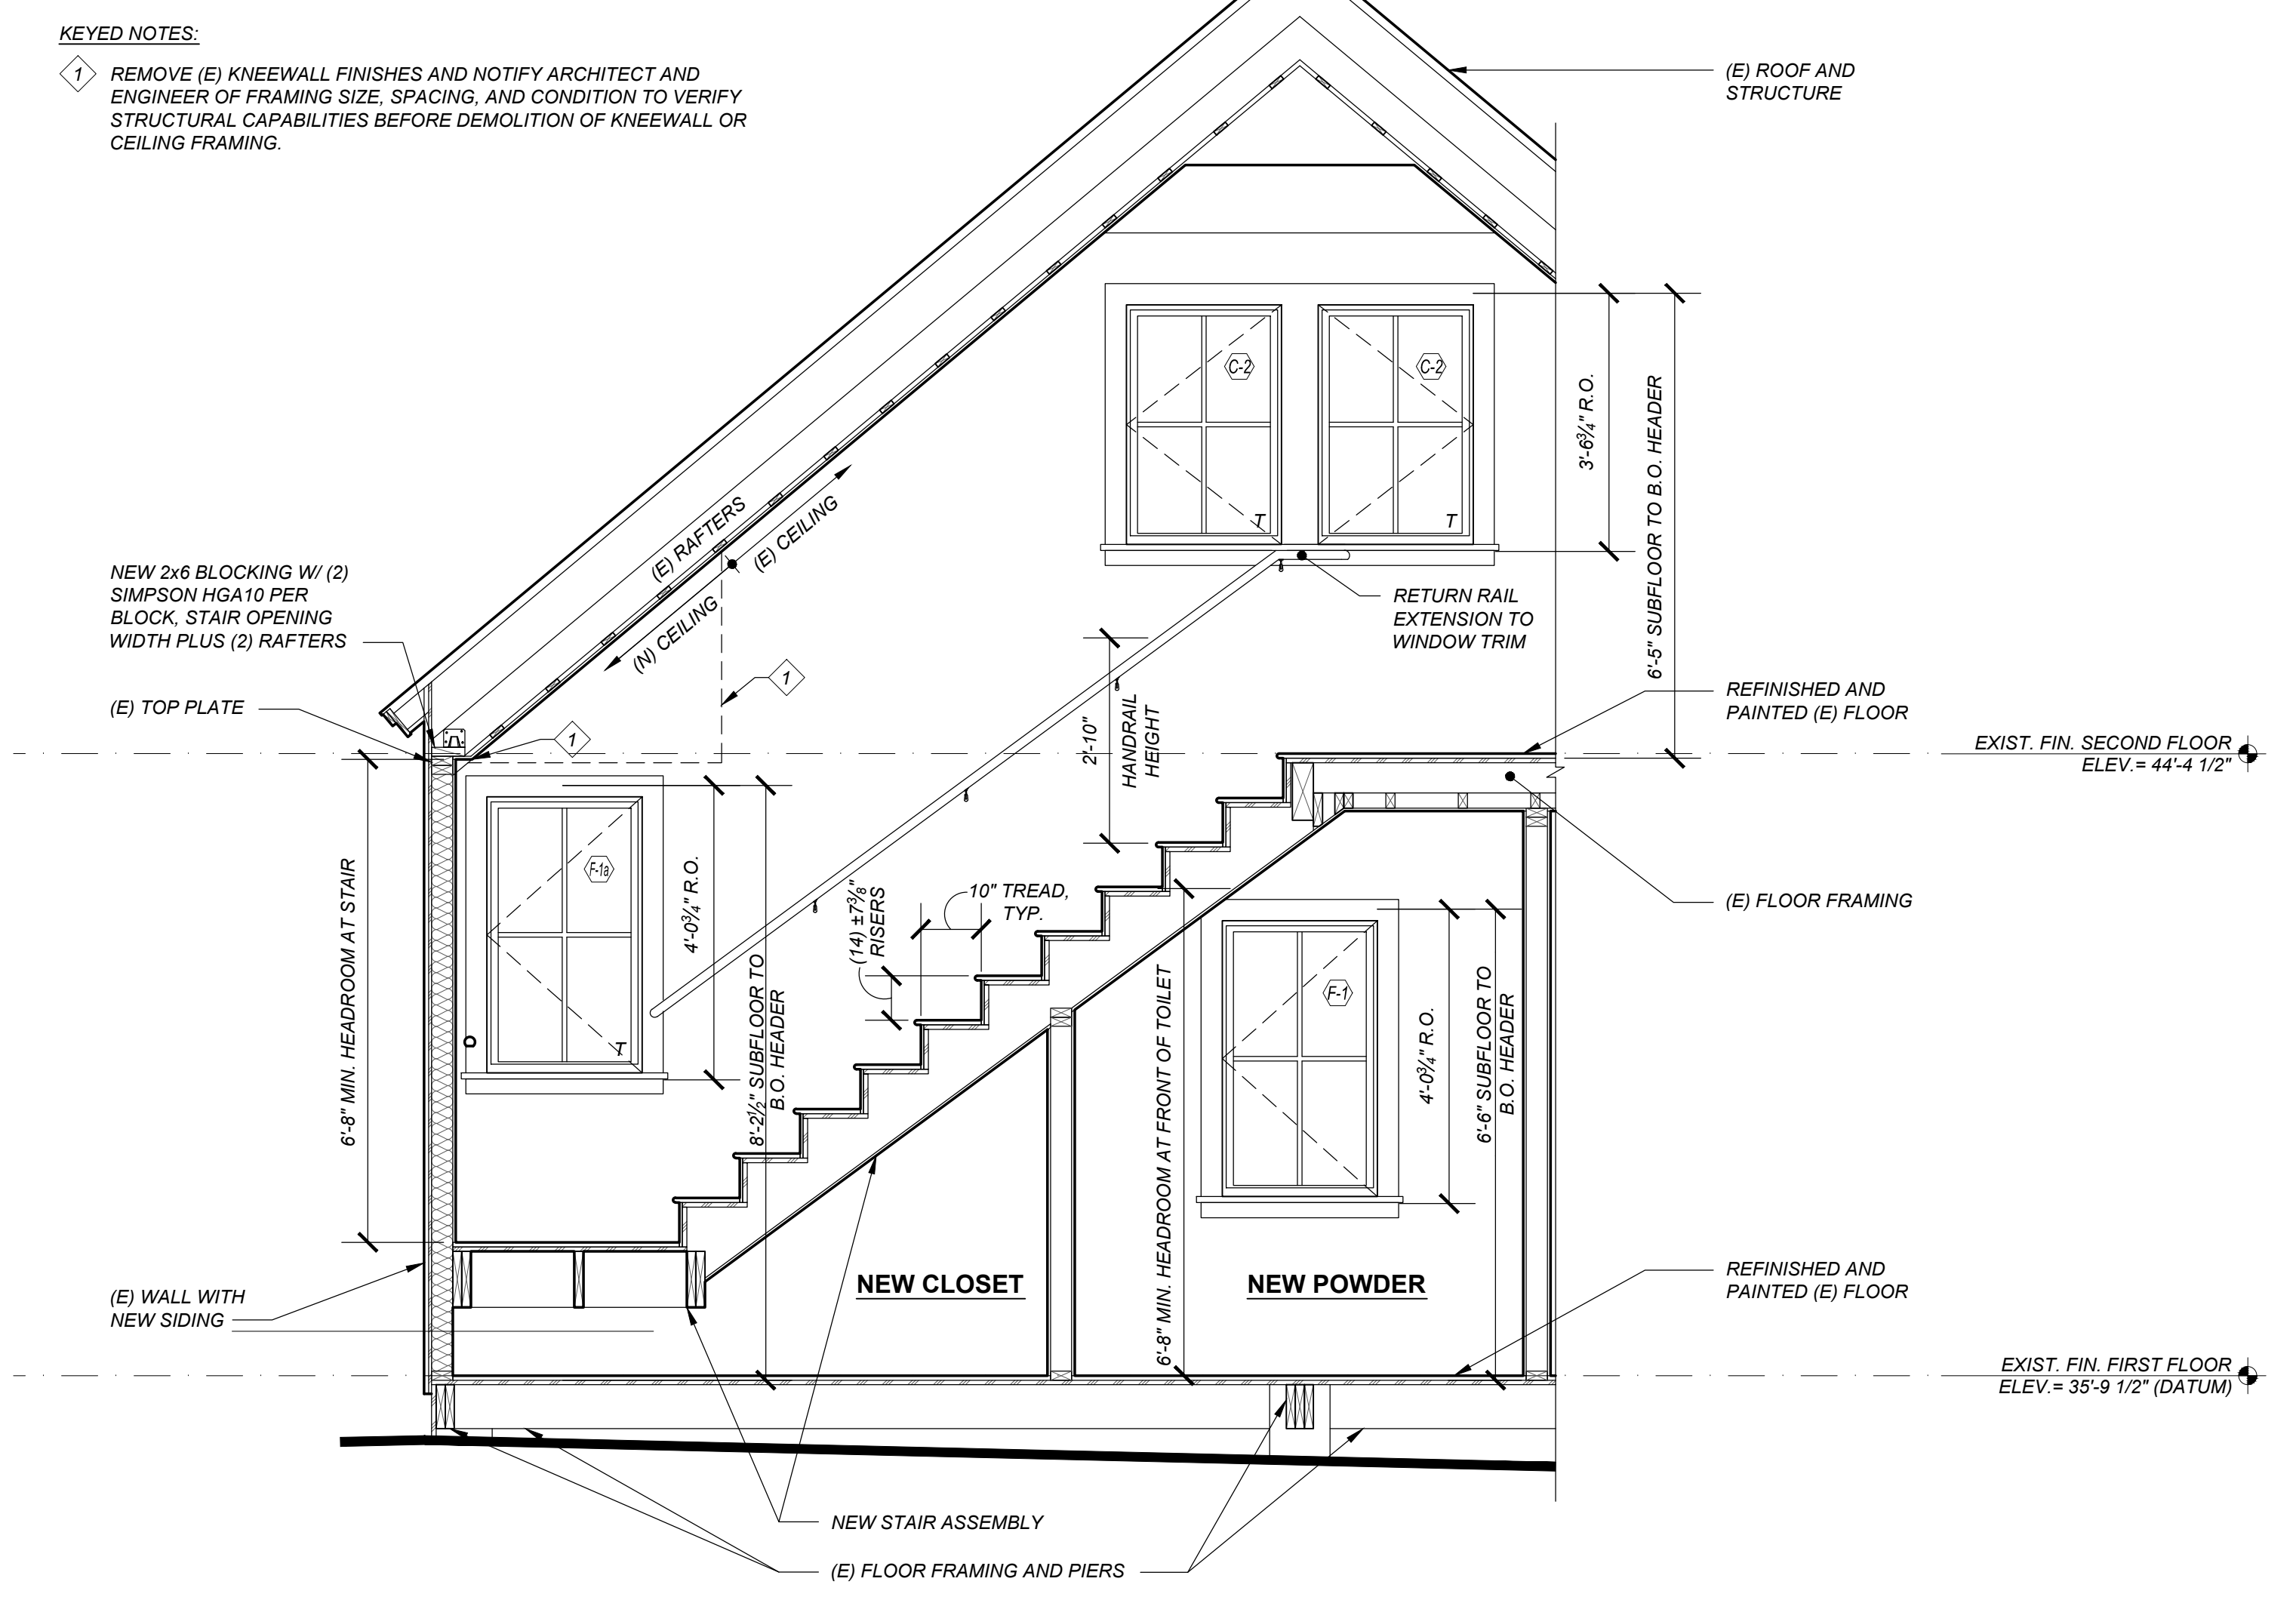 KEYED NOTES:
1
REMOVE (E) KNEEWALL FINISHES AND NOTIFY ARCHITECT AND
ENGINEER OF FRAMING SIZE, SPACING, AND CONDITION TO VERIFY
STRUCTURAL CAPABILITIES BEFORE DEMOLITION OF KNEEWALL OR
CEILING FRAMING.
(E) ROOF AND
STRUCTURE
C-2
C-2
T
T
3'-6¾" R.O.
6'-5" SUBFLOOR TO B.O. HEADER
(E) RAFTERS
(E) CEILING
(N) CEILING
NEW 2x6 BLOCKING W/ (2)
SIMPSON HGA10 PER
BLOCK, STAIR OPENING
WIDTH PLUS (2) RAFTERS
RETURN RAIL
EXTENSION TO
WINDOW TRIM
1
(E) TOP PLATE
1
2'-10"
HANDRAIL
HEIGHT
REFINISHED AND
PAINTED (E) FLOOR
EXIST. FIN. SECOND FLOOR
ELEV.= 44'-4 1/2"
6'-8" MIN. HEADROOM AT STAIR
F-1a
T
4'-0¾" R.O.
8'-2½" SUBFLOOR TO
B.O. HEADER
(14) ±7⅜"
RISERS
10" TREAD,
TYP.
(E) FLOOR FRAMING
6'-8" MIN. HEADROOM AT FRONT OF TOILET
F-1
4'-0¾" R.O.
6'-6" SUBFLOOR TO
B.O. HEADER
NEW CLOSET
NEW POWDER
(E) WALL WITH
NEW SIDING
REFINISHED AND
PAINTED (E) FLOOR
EXIST. FIN. FIRST FLOOR
ELEV.= 35'-9 1/2" (DATUM)
NEW STAIR ASSEMBLY
(E) FLOOR FRAMING AND PIERS